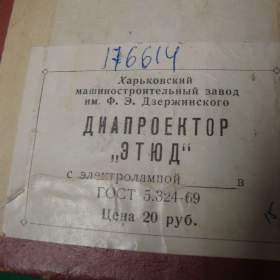 176614
Харьковский
машиностроительный завод
им. Ф. Э. Дзержинского
ДИАПРОЕКТОР
„ЭТЮД“
с электролампой в
ГОСТ 5.324-69
Цена 20 руб.